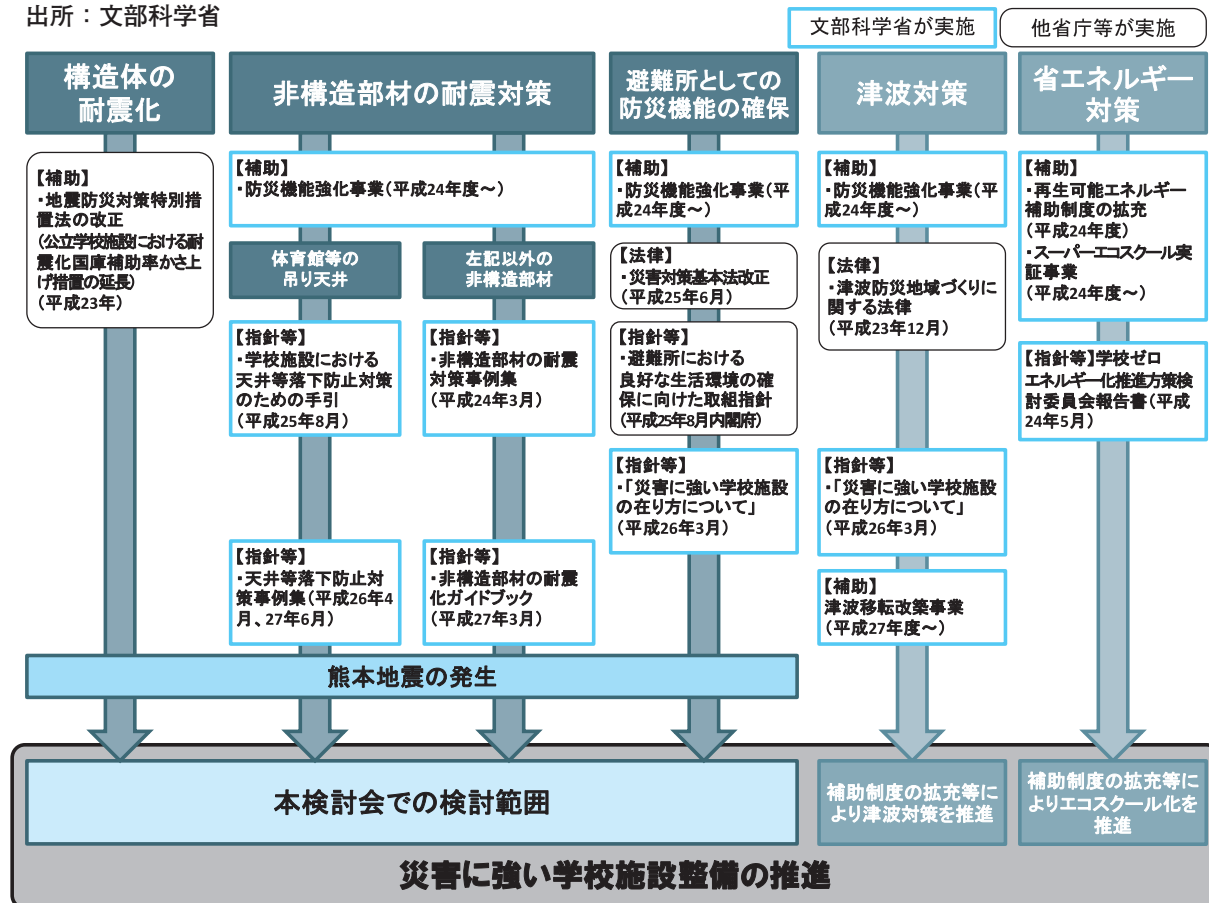 出所：文部科学省
文部科学省が実施
他省庁等が実施
構造体の
耐震化
非構造部材の耐震対策
避難所としての
防災機能の確保
津波対策
省エネルギー
対策
【補助】
・地震防災対策特別措
置法の改正
(公立学校施設における耐
震化国庫補助率かさ上
げ措置の延長)
(平成23年)
【補助】
・防災機能強化事業(平成24年度～)
体育館等の
吊り天井
左記以外の
非構造部材
【指針等】
・学校施設における
天井等落下防止対策
のための手引
(平成25年8月)
【指針等】
・非構造部材の耐震
対策事例集
(平成24年3月)
【指針等】
・天井等落下防止対
策事例集(平成26年4
月、27年6月)
【指針等】
・非構造部材の耐震
化ガイドブック
(平成27年3月)
【補助】
・防災機能強化事業(平
成24年度～)
【法律】
・災害対策基本法改正
(平成25年6月)
【指針等】
・避難所における
良好な生活環境の確
保に向けた取組指針
(平成25年8月内閣府)
【指針等】
・「災害に強い学校施設
の在り方について」
(平成26年3月)
【補助】
・防災機能強化事業(平
成24年度～)
【法律】
・津波防災地域づくりに
関する法律
(平成23年12月)
【指針等】
・「災害に強い学校施設
の在り方について」
(平成26年3月)
【補助】
津波移転改築事業
(平成27年度～)
【補助】
・再生可能エネルギー
補助制度の拡充
(平成24年度)
・スーパーエコスクール実
証事業
(平成24年度～)
【指針等】学校ゼロ
エネルギー化推進方策検
討委員会報告書(平成
24年5月)
熊本地震の発生
本検討会での検討範囲
補助制度の拡充等に
より津波対策を推進
補助制度の拡充等に
よりエコスクール化を
推進
災害に強い学校施設整備の推進